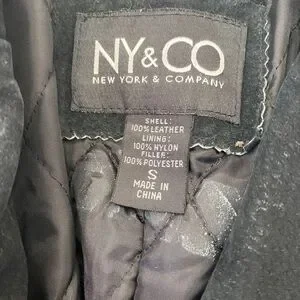 NY&CO
NEW YORK & COMPANY
SHELL:
100% LEATHER
LINING:
100% NYLON
FILLER:
100% POLYESTER
S
MADE IN
CHINA